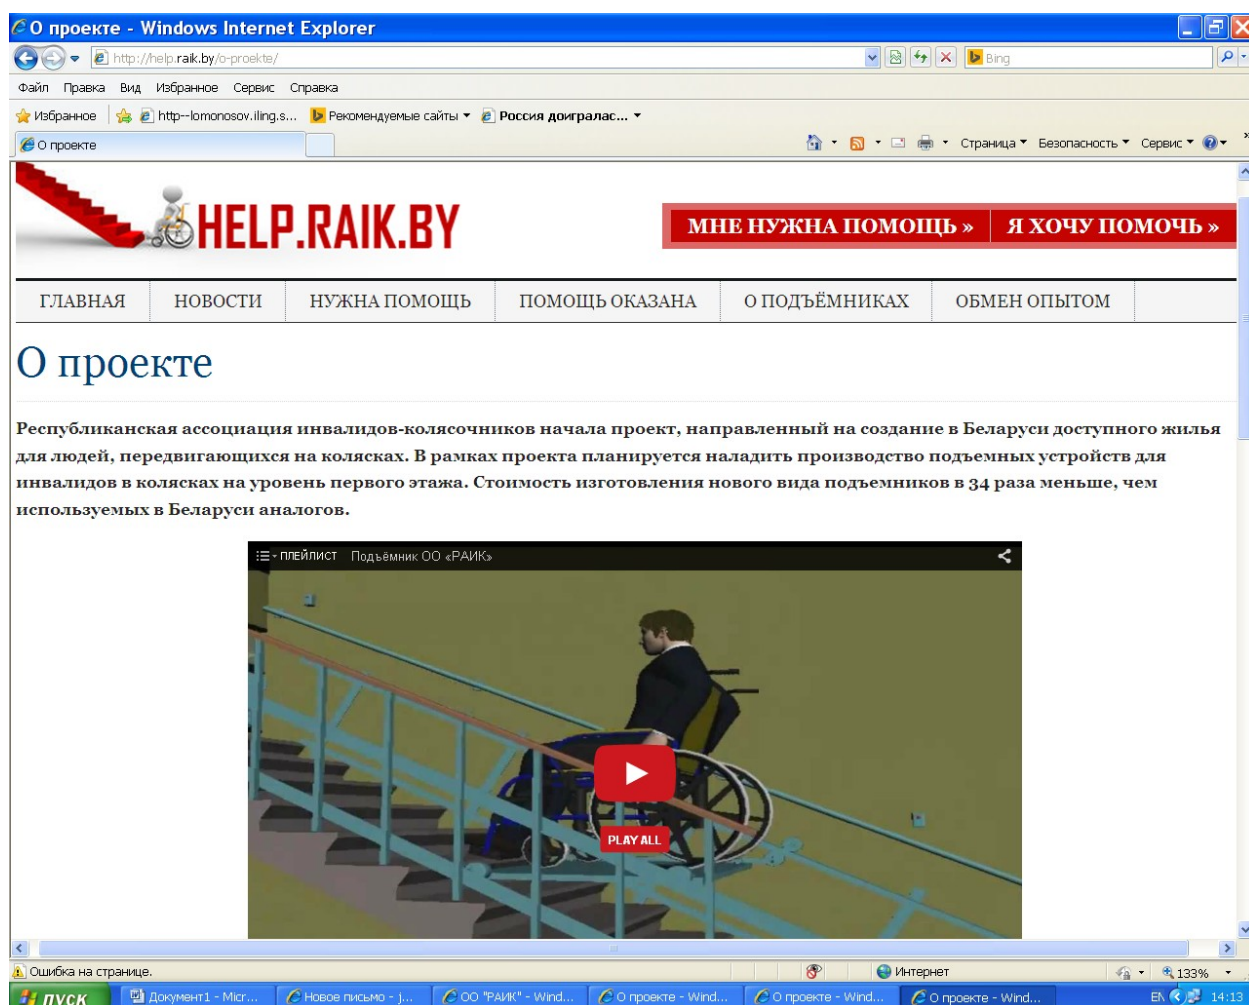 О проекте - Windows Internet Explorer
http://help.raik.by/o-proekte/
Bing
Файл Правка Вид Избранное Сервис Справка
Избранное http--lomonosov.iling.s... Рекомендуемые сайты Россия доигралас...
О проекте
Страница Безопасность Сервис
HELP.RAIK.BY
МНЕ НУЖНА ПОМОЩЬ » Я ХОЧУ ПОМОЧЬ »
ГЛАВНАЯ НОВОСТИ НУЖНА ПОМОЩЬ ПОМОЩЬ ОКАЗАНА О ПОДЪЁМНИКАХ ОБМЕН ОПЫТОМ
О проекте
Республиканская ассоциация инвалидов-колясочников начала проект, направленный на создание в Беларуси доступного жилья
для людей, передвигающихся на колясках. В рамках проекта планируется наладить производство подъемных устройств для
инвалидов в колясках на уровень первого этажа. Стоимость изготовления нового вида подъемников в 34 раза меньше, чем
используемых в Беларуси аналогов.
ПЛЕЙЛИСТ Подъёмник ОО «РАИК»
PLAY ALL
Ошибка на странице. Интернет 133%
пуск Документ1 - Micr... Новое письмо - j... ОО "РАИК" - Wind... О проекте - Wind... О проекте - Wind... О проекте - Wind... EN 14:13